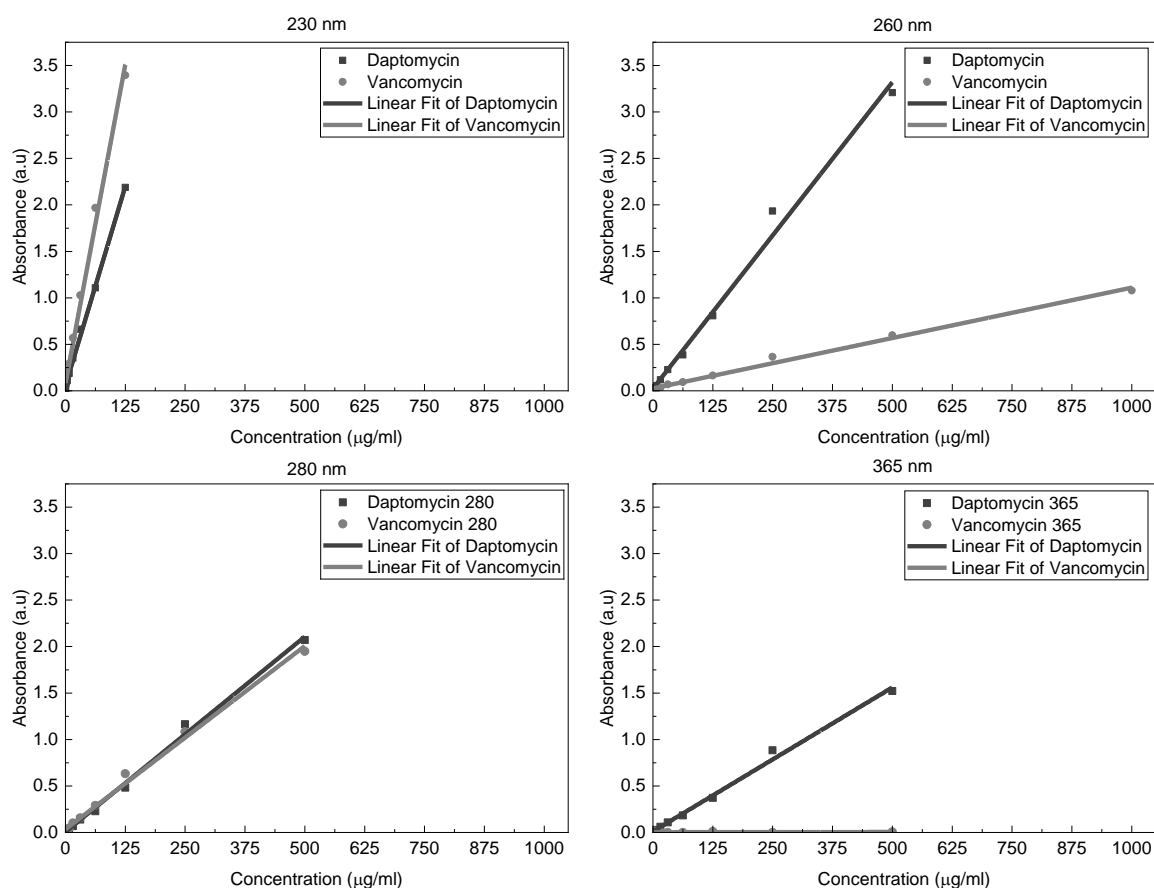 230 nm
Daptomycin
Vancomycin
Linear Fit of Daptomycin
Linear Fit of Vancomycin
3.5
3.0
2.5
2.0
1.5
1.0
0.5
0.0
Absorbance (a.u)
0 125 250 375 500 625 750 875 1000
Concentration (μg/ml)
260 nm
Daptomycin
Vancomycin
Linear Fit of Daptomycin
Linear Fit of Vancomycin
3.5
3.0
2.5
2.0
1.5
1.0
0.5
0.0
Absorbance (a.u)
0 125 250 375 500 625 750 875 1000
Concentration (μg/ml)
280 nm
Daptomycin 280
Vancomycin 280
Linear Fit of Daptomycin
Linear Fit of Vancomycin
3.5
3.0
2.5
2.0
1.5
1.0
0.5
0.0
Absorbance (a.u)
0 125 250 375 500 625 750 875 1000
Concentration (μg/ml)
365 nm
Daptomycin 365
Vancomycin 365
Linear Fit of Daptomycin
Linear Fit of Vancomycin
3.5
3.0
2.5
2.0
1.5
1.0
0.5
0.0
Absorbance (a.u)
0 125 250 375 500 625 750 875 1000
Concentration (μg/ml)